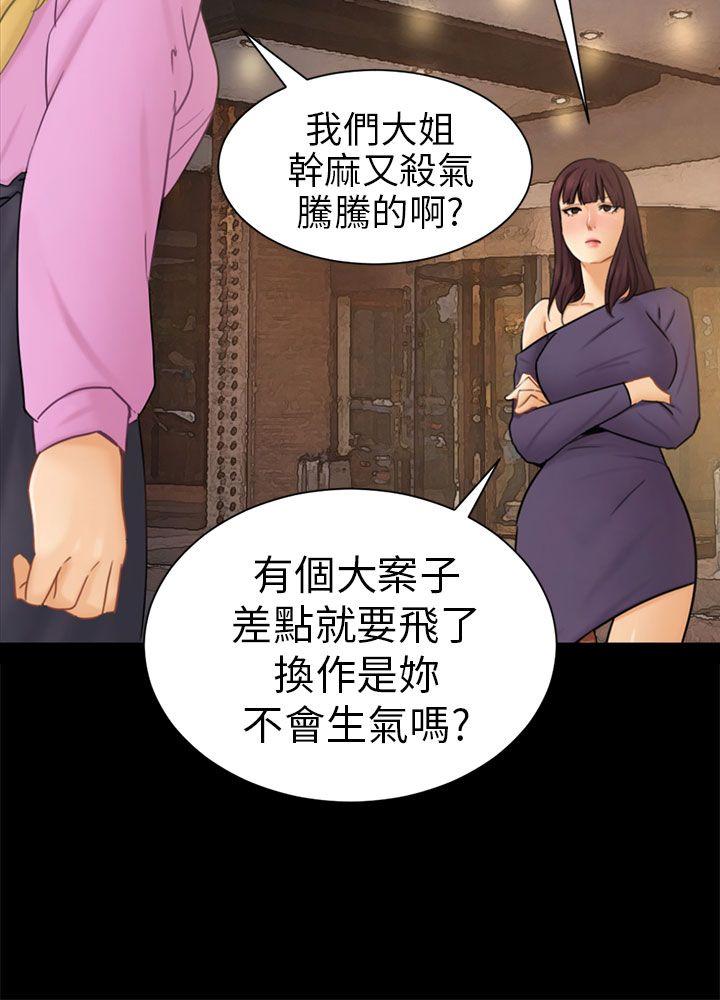 我們大姐
幹麻又殺氣
騰騰的啊?
有個大案子
差點就要飛了
換作是妳
不會生氣嗎?